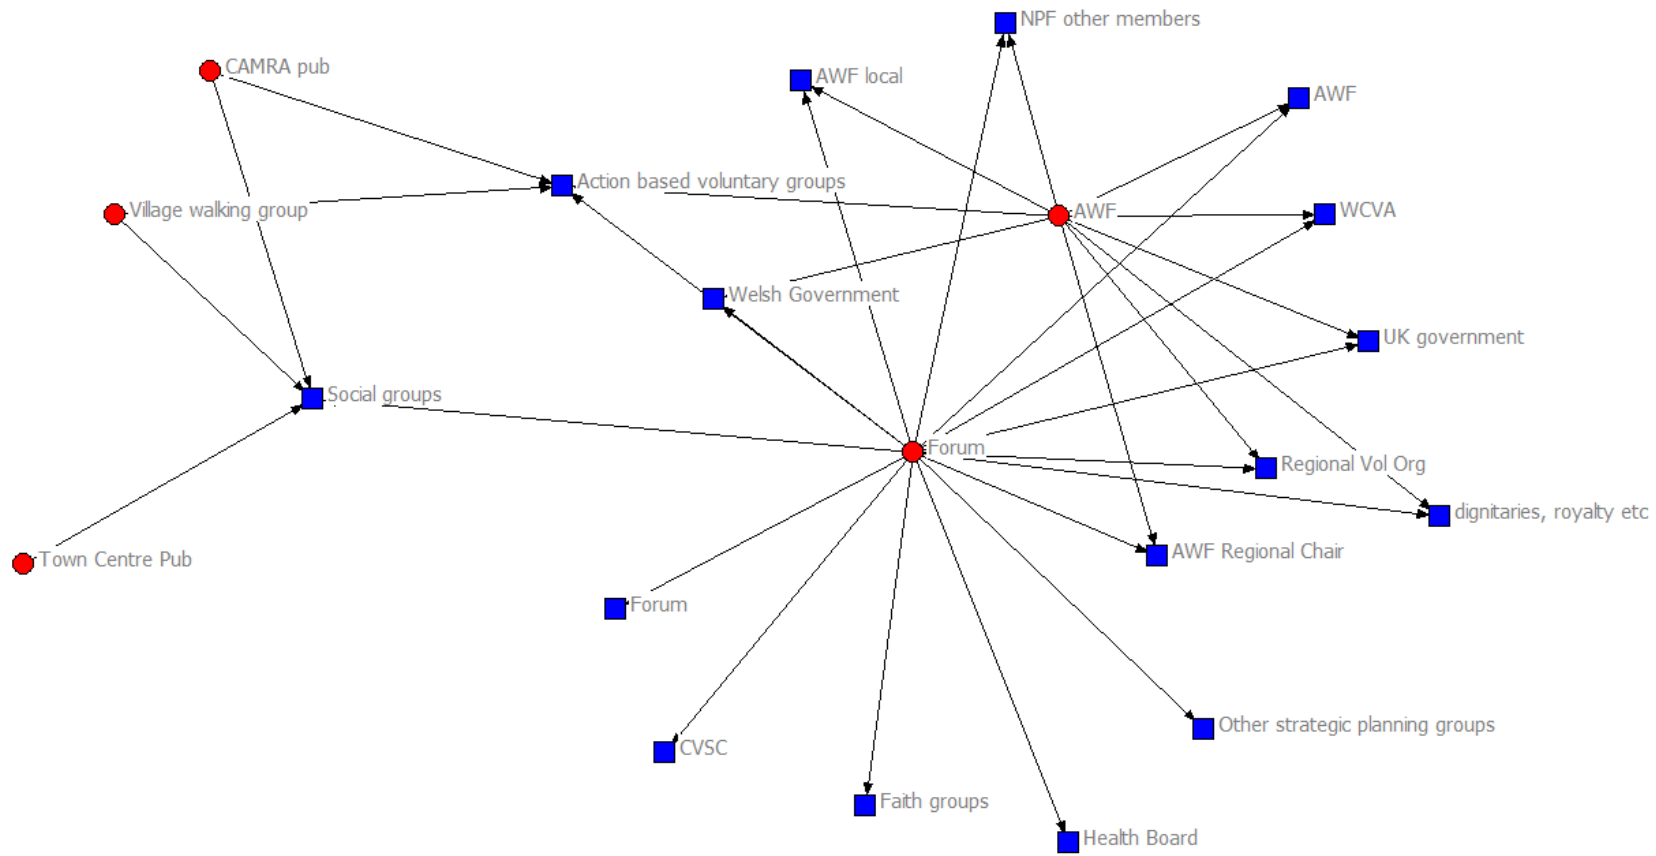 NPF other members
CAMRA pub
AWF local
AWF
Action based voluntary groups
Village walking group
AWF
WCVA
Welsh Government
UK government
Social groups
Forum
Regional Vol Org
dignitaries, royalty etc
AWF Regional Chair
Town Centre Pub
Forum
Other strategic planning groups
CVSC
Faith groups
Health Board